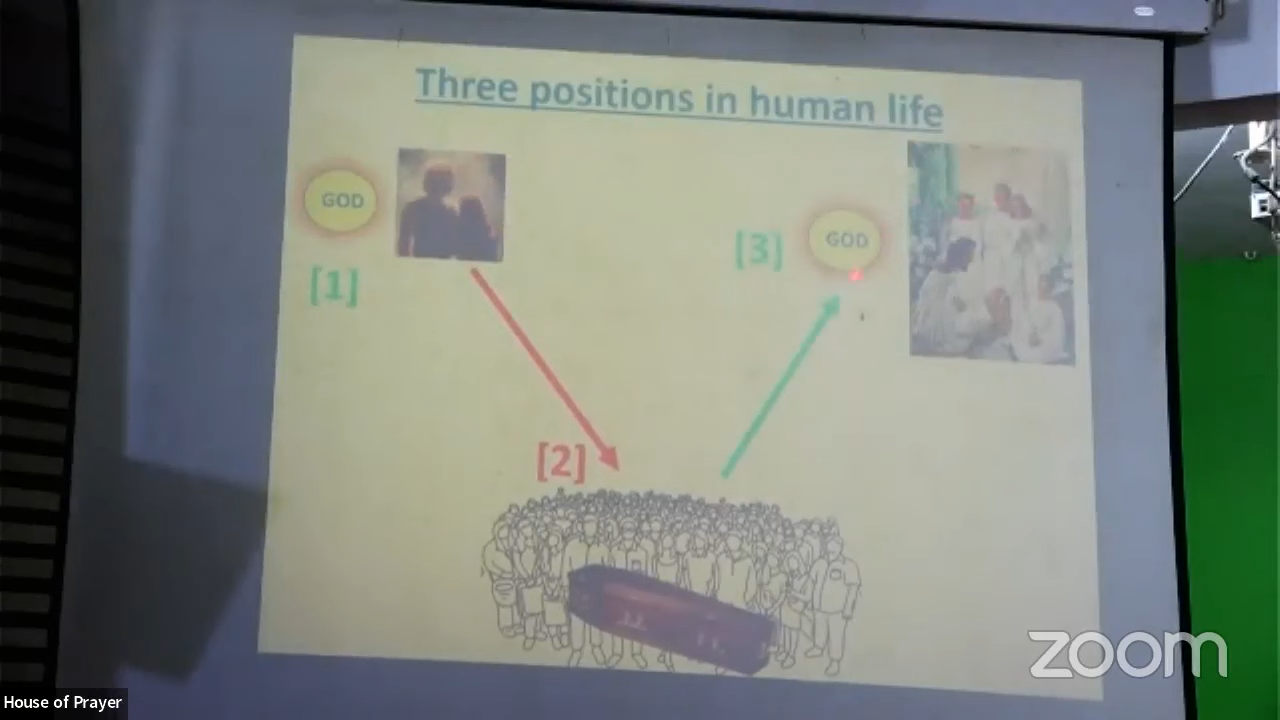 Three positions in human life
GOD
[1]
[3]
GOD
[2]
zoom
House of Prayer